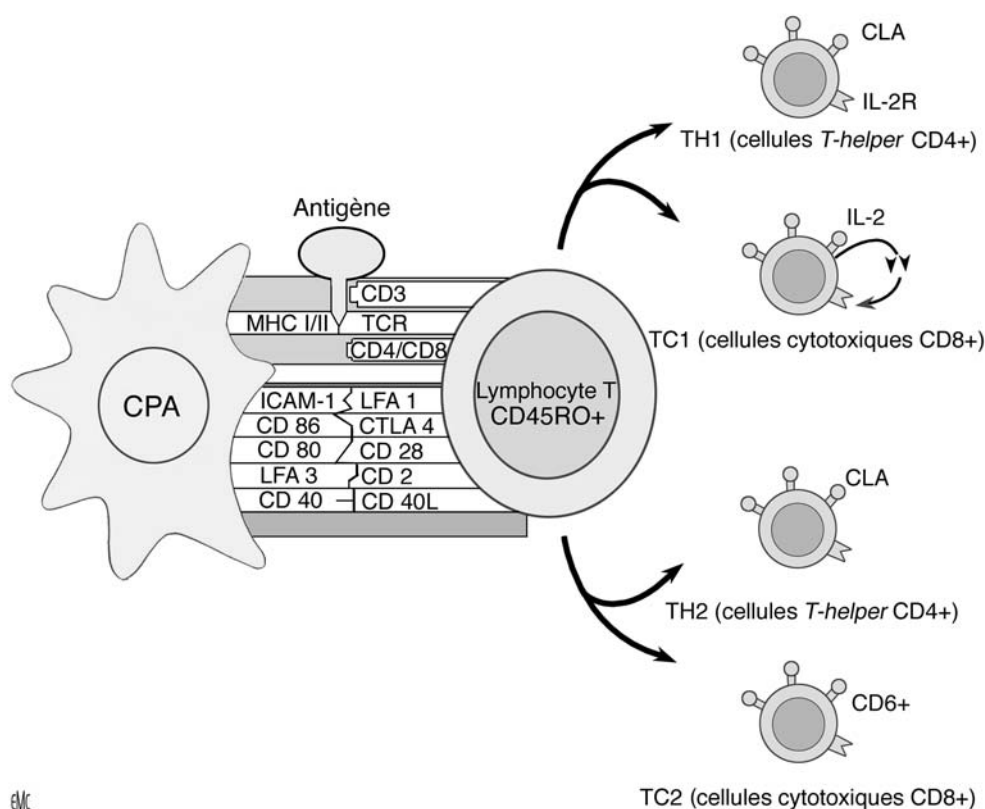 CLA
IL-2R
TH1 (cellules T-helper CD4+)
Antigène
IL-2
CD3
MHC I/II TCR
CD4/CD8
TC1 (cellules cytotoxiques CD8+)
CPA
ICAM-1 LFA 1
CD 86 CTLA 4
CD 80 CD 28
LFA 3 CD 2
CD 40 CD 40L
Lymphocyte T
CD45RO+
CLA
TH2 (cellules T-helper CD4+)
CD6+
TC2 (cellules cytotoxiques CD8+)
EMC